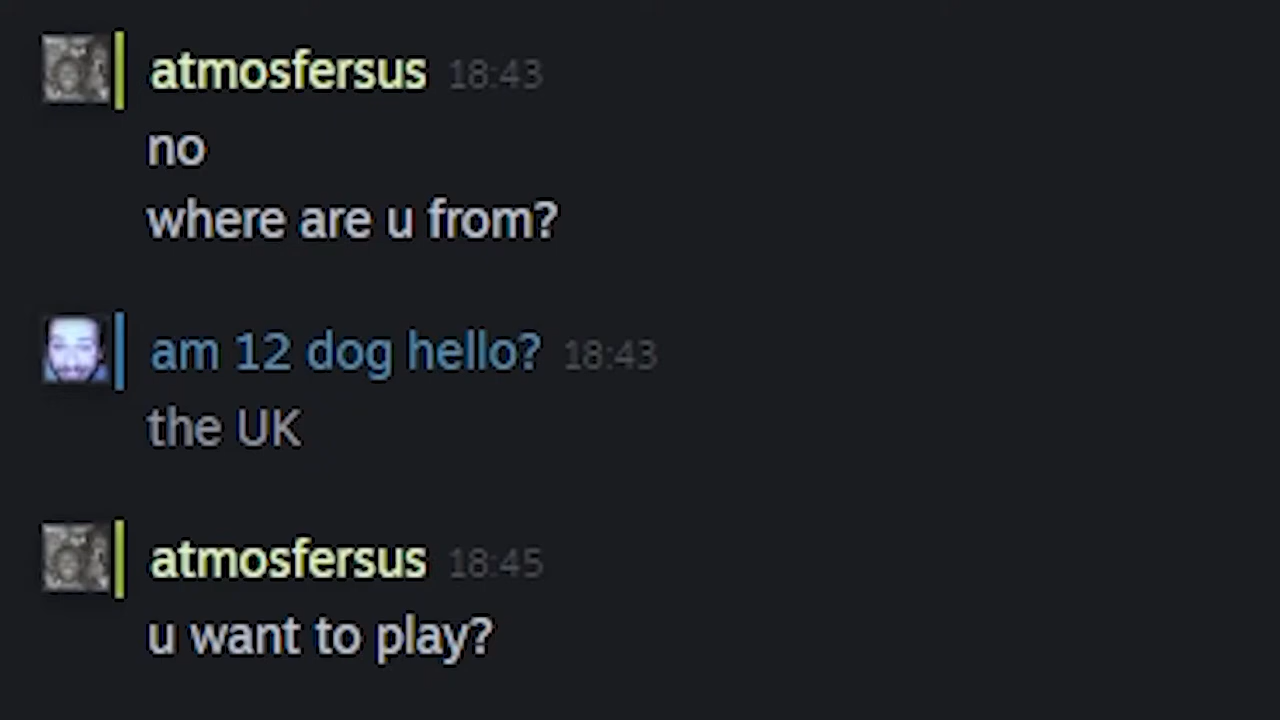 atmosfersus 18:43
no
where are u from?
am 12 dog hello? 18:43
the UK
atmosfersus 18:45
u want to play?